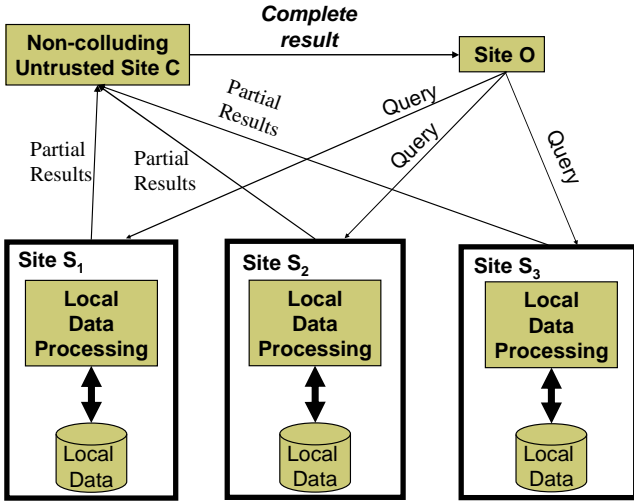 Complete
result
Non-colluding
Untrusted Site C
Site O
Partial
Results
Query
Query
Query
Partial
Results
Partial
Results
Site S1
Local
Data
Processing
Local
Data
Site S2
Local
Data
Processing
Local
Data
Site S3
Local
Data
Processing
Local
Data